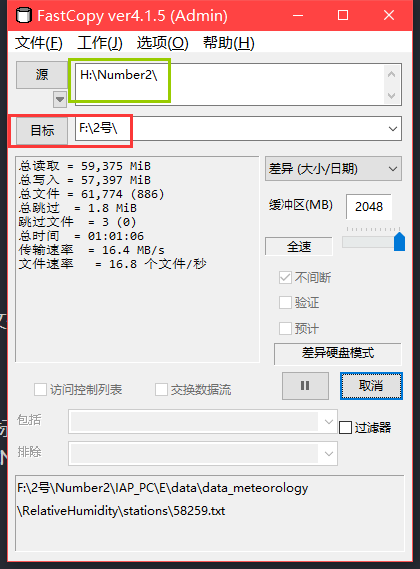 FastCopy ver4.1.5 (Admin)
文件(F) 工作(J) 选项(O) 帮助(H)
源
H:\Number2\
目标
F:\2号\
总读取 = 59,375 MiB
总写入 = 57,397 MiB
总文件 = 61,774 (886)
总跳过 = 1.8 MiB
跳过文件 = 3 (0)
总时间 = 01:01:06
传输速率 = 16.4 MB/s
文件速率 = 16.8 个文件/秒
差异 (大小/日期)
缓冲区(MB) 2048
全速
不间断
验证
预计
差异硬盘模式
访问控制列表 交换数据流
取消
包括
过滤器
排除
F:\2号\Number2\IAP_PC\E\data\data_meteorology
\RelativeHumidity\stations\58259.txt